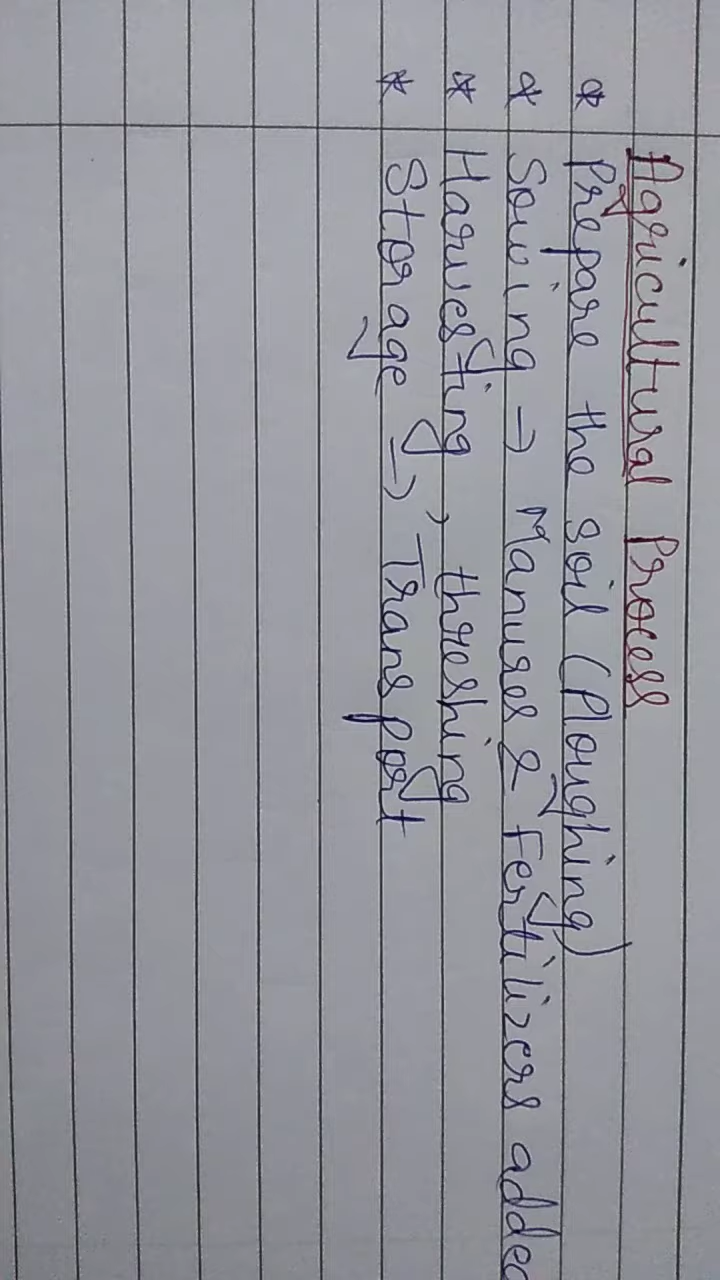 Agricultural Process
* Prepare the soil (Ploughing)
* Sowing → Manures & Fertilizers added
* Harvesting, threshing
* Storage → Transport